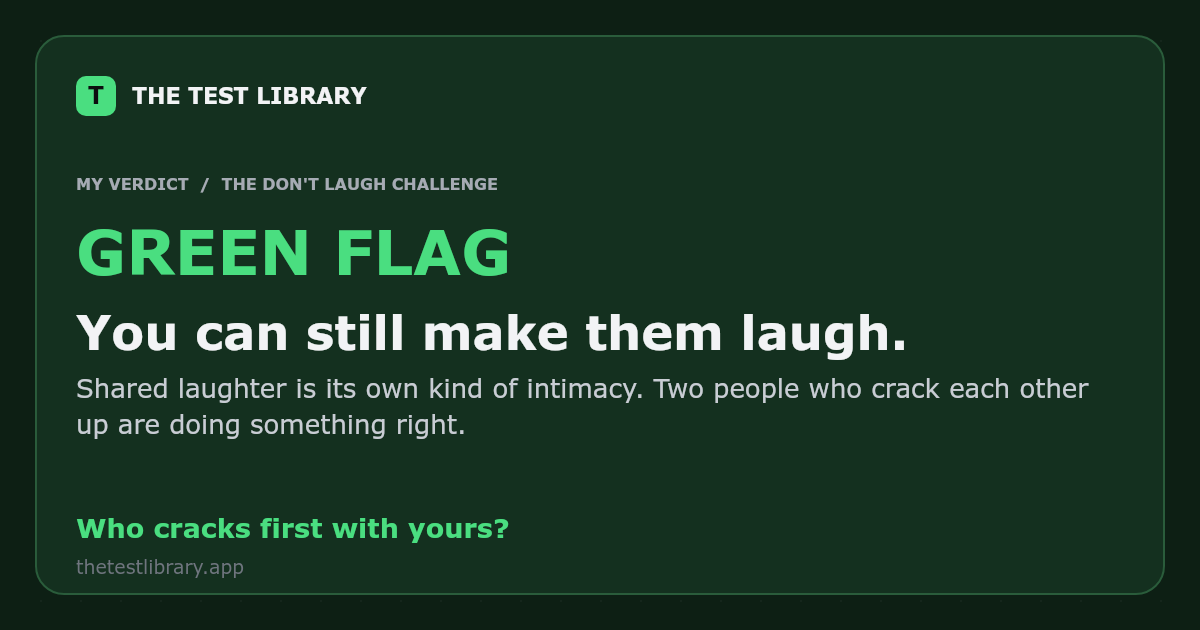 T THE TEST LIBRARY
MY VERDICT / THE DON'T LAUGH CHALLENGE
GREEN FLAG
You can still make them laugh.
Shared laughter is its own kind of intimacy. Two people who crack each other
up are doing something right.
Who cracks first with yours?
thetestlibrary.app